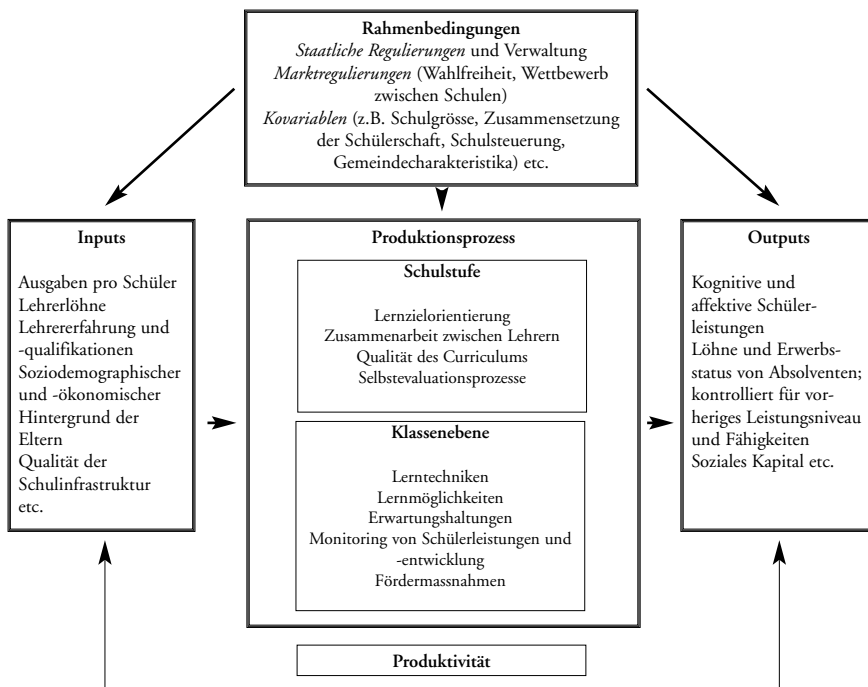 Rahmenbedingungen
Staatliche Regulierungen und Verwaltung
Marktregulierungen (Wahlfreiheit, Wettbewerb
zwischen Schulen)
Kovariablen (z.B. Schulgrösse, Zusammensetzung
der Schülerschaft, Schulsteuerung,
Gemeindecharakteristika) etc.
Inputs
Ausgaben pro Schüler
Lehrerlöhne
Lehrererfahrung und
-qualifikationen
Soziodemographischer
und -ökonomischer
Hintergrund der
Eltern
Qualität der
Schulinfrastruktur
etc.
Produktionsprozess
Schulstufe
Lernzielorientierung
Zusammenarbeit zwischen Lehrern
Qualität des Curriculums
Selbstevaluationsprozesse
Klassenebene
Lerntechniken
Lernmöglichkeiten
Erwartungshaltungen
Monitoring von Schülerleistungen und
-entwicklung
Fördermassnahmen
Outputs
Kognitive und
affektive Schüler-
leistungen
Löhne und Erwerbs-
status von Absolventen;
kontrolliert für vor-
heriges Leistungsniveau
und Fähigkeiten
Soziales Kapital etc.
Produktivität